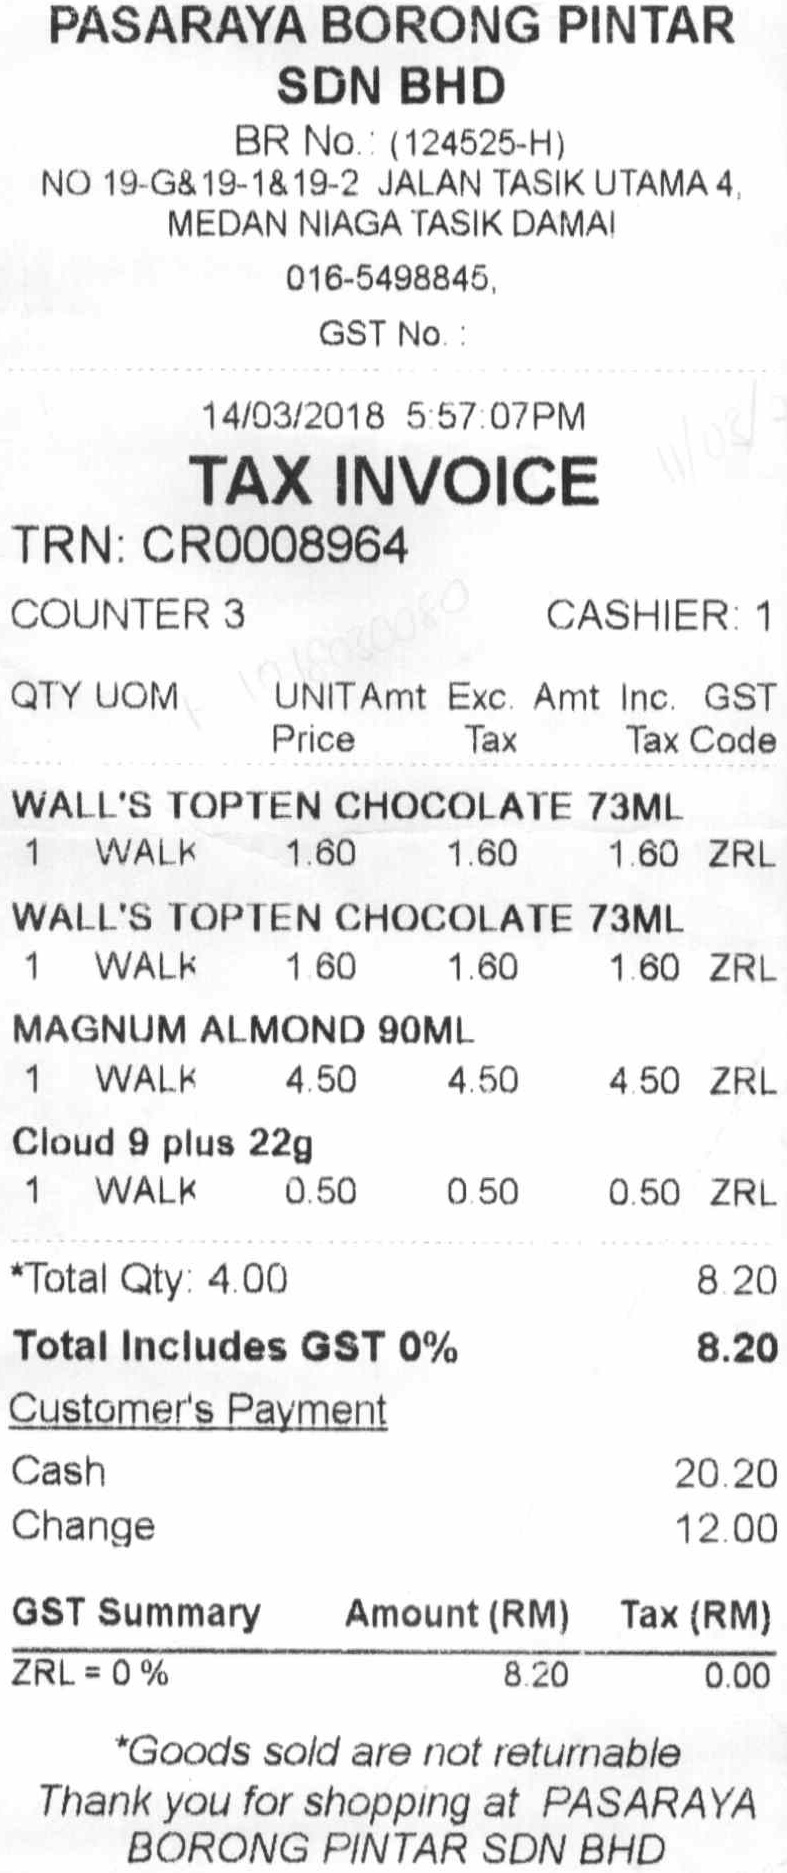 PASARAYA BORONG PINTAR
SDN BHD
BR No.: (124525-H)
NO 19-G&19-1&19-2 JALAN TASIK UTAMA 4,
MEDAN NIAGA TASIK DAMAI
016-5498845,
GST No. :
14/03/2018 5:57:07PM
TAX INVOICE
TRN: CR0008964
COUNTER 3 CASHIER: 1
QTY UOM UNIT Amt Exc. Amt Inc. GST
Price Tax Tax Code
WALL'S TOPTEN CHOCOLATE 73ML
1 WALK 1.60 1.60 1.60 ZRL
WALL'S TOPTEN CHOCOLATE 73ML
1 WALK 1.60 1.60 1.60 ZRL
MAGNUM ALMOND 90ML
1 WALK 4.50 4.50 4.50 ZRL
Cloud 9 plus 22g
1 WALK 0.50 0.50 0.50 ZRL
*Total Qty: 4.00 8.20
Total Includes GST 0% 8.20
Customer's Payment
Cash 20.20
Change 12.00
GST Summary Amount (RM) Tax (RM)
ZRL = 0 % 8.20 0.00
*Goods sold are not returnable
Thank you for shopping at PASARAYA
BORONG PINTAR SDN BHD